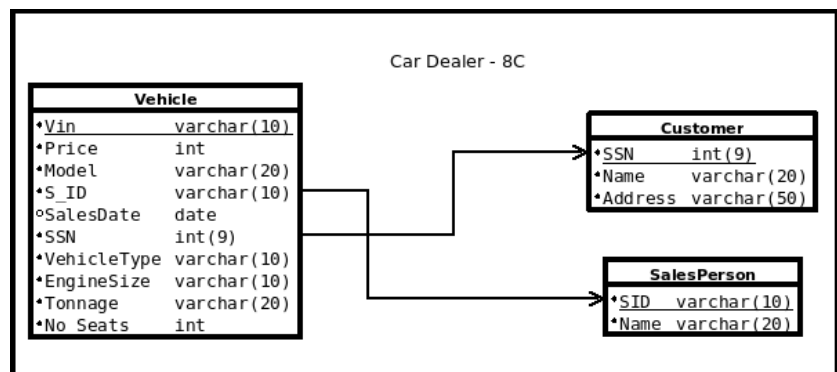 Car Dealer - 8C
Vehicle
Vin varchar(10)
Price int
Model varchar(20)
S_ID varchar(10)
SalesDate date
SSN int(9)
VehicleType varchar(10)
EngineSize varchar(10)
Tonnage varchar(20)
No Seats int
Customer
SSN int(9)
Name varchar(20)
Address varchar(50)
SalesPerson
SID varchar(10)
Name varchar(20)